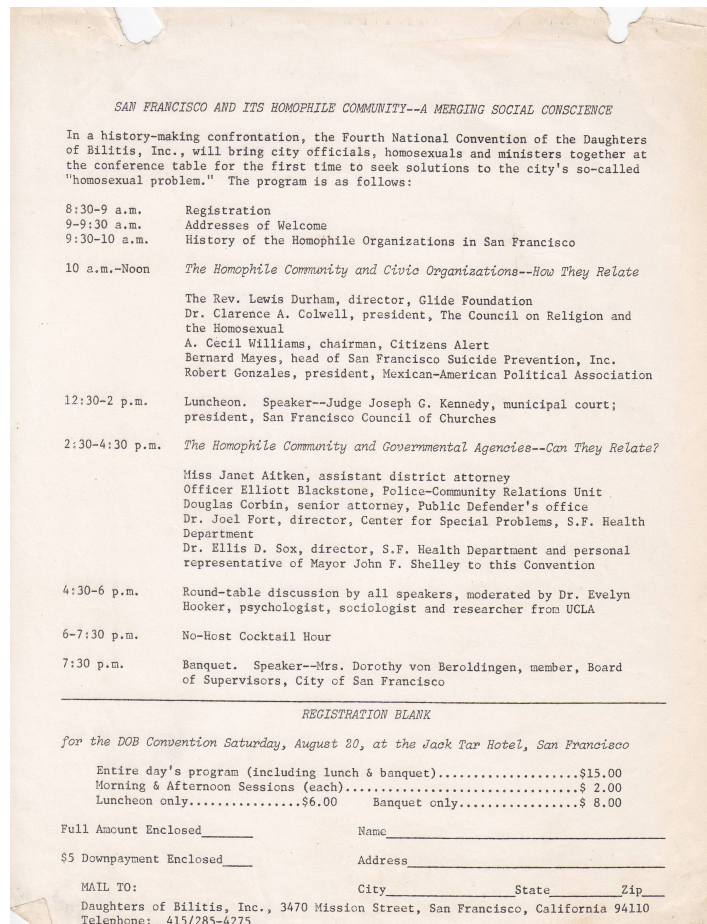 SAN FRANCISCO AND ITS HOMOPHILE COMMUNITY--A MERGING SOCIAL CONSCIENCE
In a history-making confrontation, the Fourth National Convention of the Daughters
of Bilitis, Inc., will bring city officials, homosexuals and ministers together at
the conference table for the first time to seek solutions to the city's so-called
"homosexual problem." The program is as follows:
8:30-9 a.m. Registration
9-9:30 a.m. Addresses of Welcome
9:30-10 a.m. History of the Homophile Organizations in San Francisco
10 a.m.-Noon The Homophile Community and Civic Organizations--How They Relate
The Rev. Lewis Durham, director, Glide Foundation
Dr. Clarence A. Colwell, president, The Council on Religion and
the Homosexual
A. Cecil Williams, chairman, Citizens Alert
Bernard Mayes, head of San Francisco Suicide Prevention, Inc.
Robert Gonzales, president, Mexican-American Political Association
12:30-2 p.m. Luncheon. Speaker--Judge Joseph G. Kennedy, municipal court;
president, San Francisco Council of Churches
2:30-4:30 p.m. The Homophile Community and Governmental Agencies--Can They Relate?
Miss Janet Aitken, assistant district attorney
Officer Elliott Blackstone, Police-Community Relations Unit
Douglas Corbin, senior attorney, Public Defender's office
Dr. Joel Fort, director, Center for Special Problems, S.F. Health
Department
Dr. Ellis D. Sox, director, S.F. Health Department and personal
representative of Mayor John F. Shelley to this Convention
4:30-6 p.m. Round-table discussion by all speakers, moderated by Dr. Evelyn
Hooker, psychologist, sociologist and researcher from UCLA
6-7:30 p.m. No-Host Cocktail Hour
7:30 p.m. Banquet. Speaker--Mrs. Dorothy von Beroldingen, member, Board
of Supervisors, City of San Francisco
REGISTRATION BLANK
for the DOB Convention Saturday, August 20, at the Jack Tar Hotel, San Francisco
Entire day's program (including lunch & banquet)...................$15.00
Morning & Afternoon Sessions (each)................................$ 2.00
Luncheon only................$6.00 Banquet only.................$ 8.00
Full Amount Enclosed_______ Name
$5 Downpayment Enclosed____ Address
MAIL TO: City____________State__________Zip___
Daughters of Bilitis, Inc., 3470 Mission Street, San Francisco, California 94110
Telephone: 415/285-4275